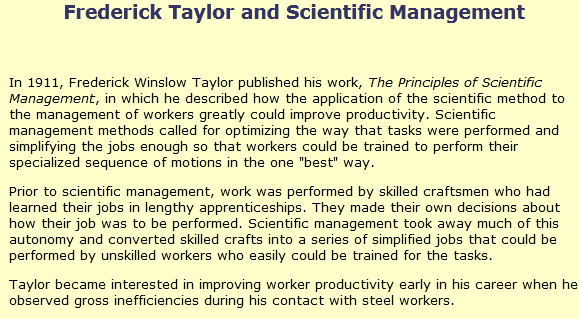 Frederick Taylor and Scientific Management
In 1911, Frederick Winslow Taylor published his work, The Principles of Scientific
Management, in which he described how the application of the scientific method to
the management of workers greatly could improve productivity. Scientific
management methods called for optimizing the way that tasks were performed and
simplifying the jobs enough so that workers could be trained to perform their
specialized sequence of motions in the one "best" way.
Prior to scientific management, work was performed by skilled craftsmen who had
learned their jobs in lengthy apprenticeships. They made their own decisions about
how their job was to be performed. Scientific management took away much of this
autonomy and converted skilled crafts into a series of simplified jobs that could be
performed by unskilled workers who easily could be trained for the tasks.
Taylor became interested in improving worker productivity early in his career when he
observed gross inefficiencies during his contact with steel workers.